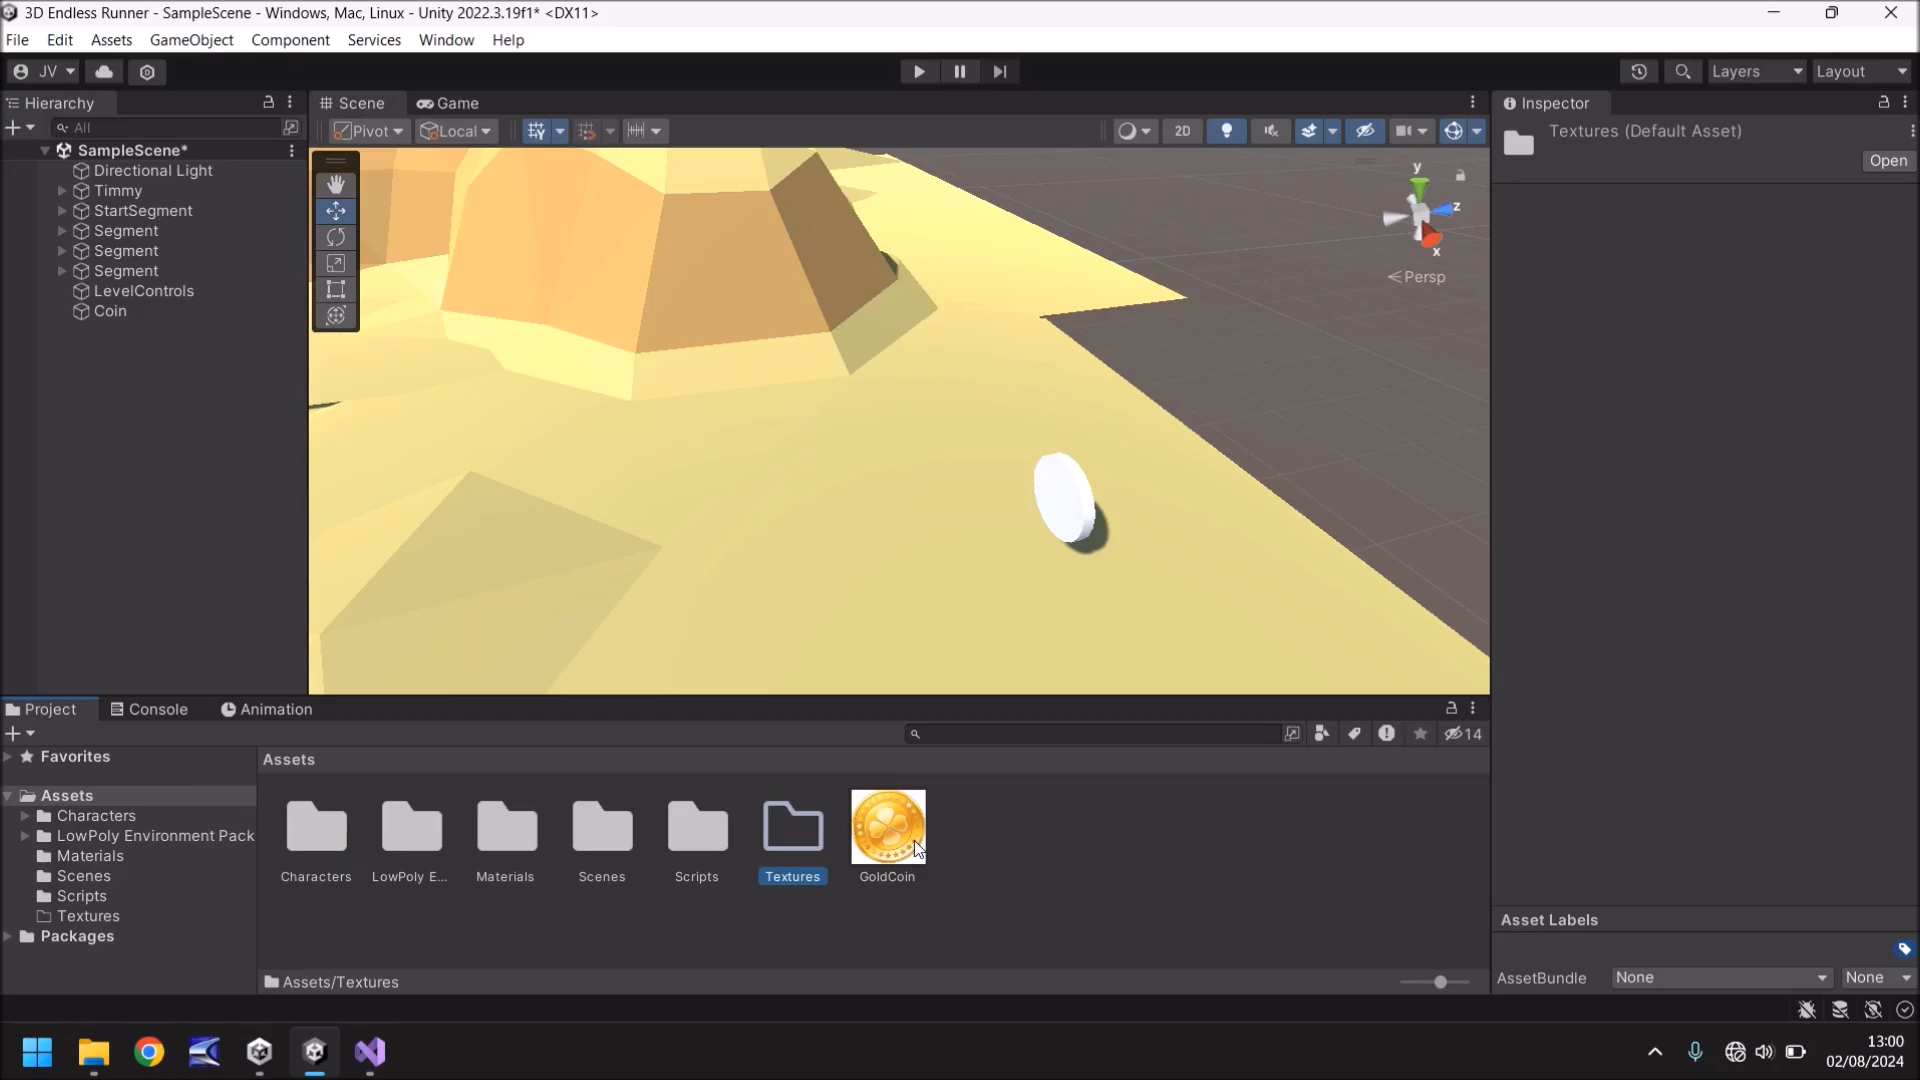 3D Endless Runner - SampleScene - Windows, Mac, Linux - Unity 2022.3.19f1* <DX11>
File Edit Assets GameObject Component Services Window Help
JV Layers Layout
Hierarchy
All
SampleScene*
Directional Light
Timmy
StartSegment
Segment
Segment
Segment
LevelControls
Coin
Scene Game
Pivot Local 2D
y
z
x
Persp
Inspector
Textures (Default Asset)
Open
Project Console Animation
14
Favorites
Assets
Characters
LowPoly Environment Pack
Materials
Scenes
Scripts
Textures
Packages
Assets
Characters LowPoly E... Materials Scenes Scripts Textures GoldCoin
Assets/Textures
Asset Labels
AssetBundle None None
13:00
02/08/2024